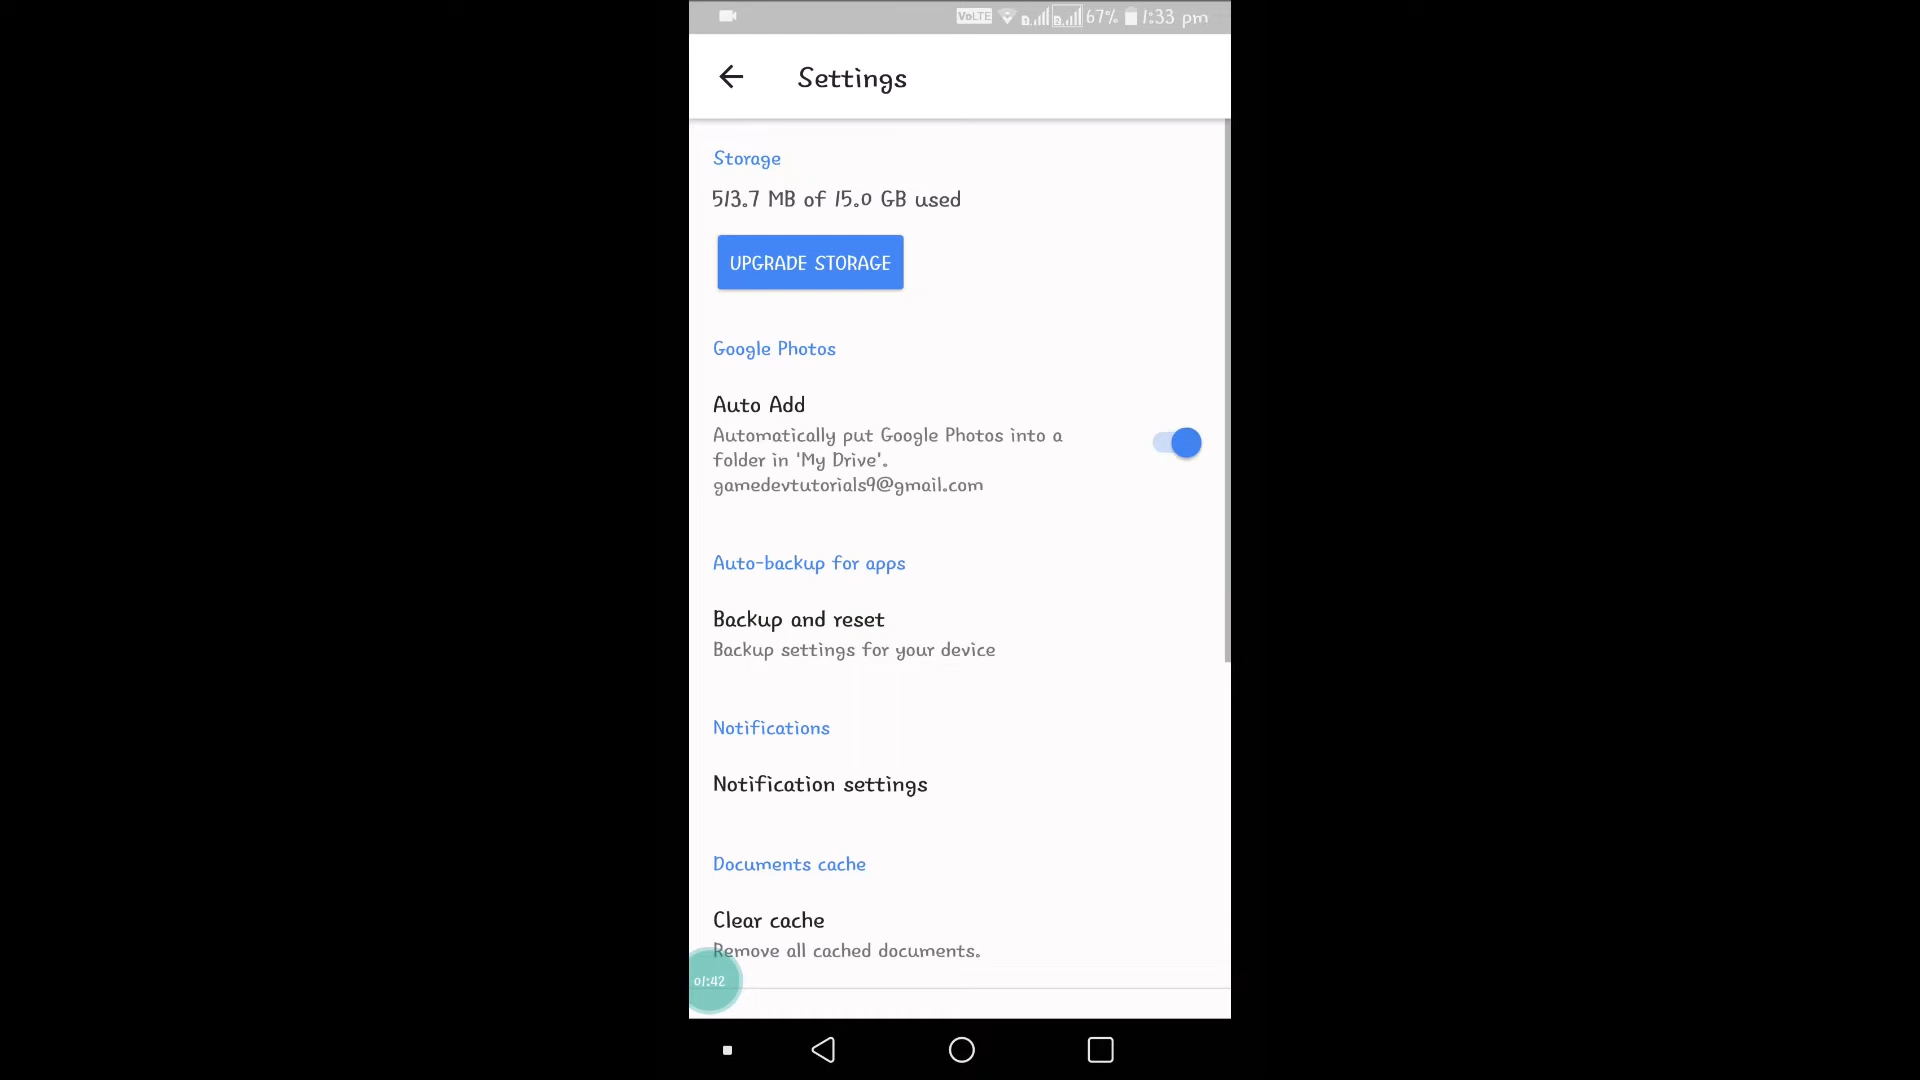 VoLTE 67% 1:33 pm
Settings
Storage
513.7 MB of 15.0 GB used
UPGRADE STORAGE
Google Photos
Auto Add
Automatically put Google Photos into a
folder in 'My Drive'.
gamedevtutorials9@gmail.com
Auto-backup for apps
Backup and reset
Backup settings for your device
Notifications
Notification settings
Documents cache
Clear cache
Remove all cached documents.
01:42